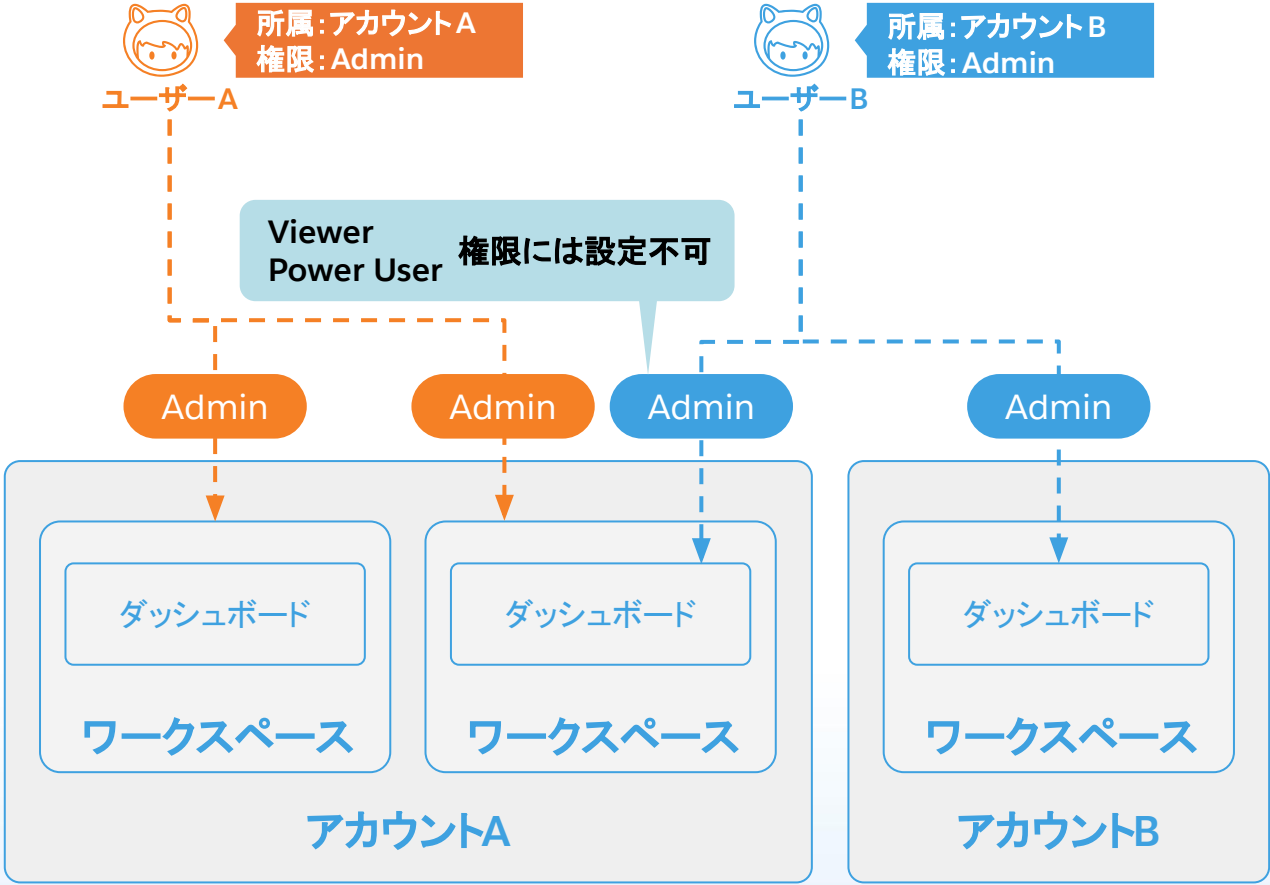 所属：アカウントA
権限：Admin
ユーザーA
所属：アカウントB
権限：Admin
ユーザーB
Viewer
Power User
権限には設定不可
Admin
Admin
Admin
Admin
ダッシュボード
ダッシュボード
ダッシュボード
ワークスペース
ワークスペース
ワークスペース
アカウントA
アカウントB